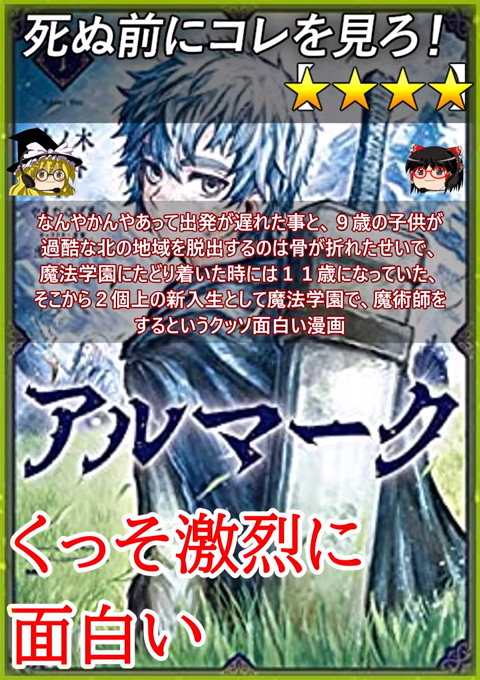 死ぬ前にコレを見ろ！
【★★★★】
ノ木
なんやかんやあって出発が遅れた事と、９歳の子供が
過酷な北の地域を脱出するのは骨が折れたせいで、
魔法学園にたどり着いた時には１１歳になっていた、
そこから２個上の新入生として魔法学園で、魔術師を
するというクッソ面白い漫画
アルマーク
くっそ激烈に
面白い